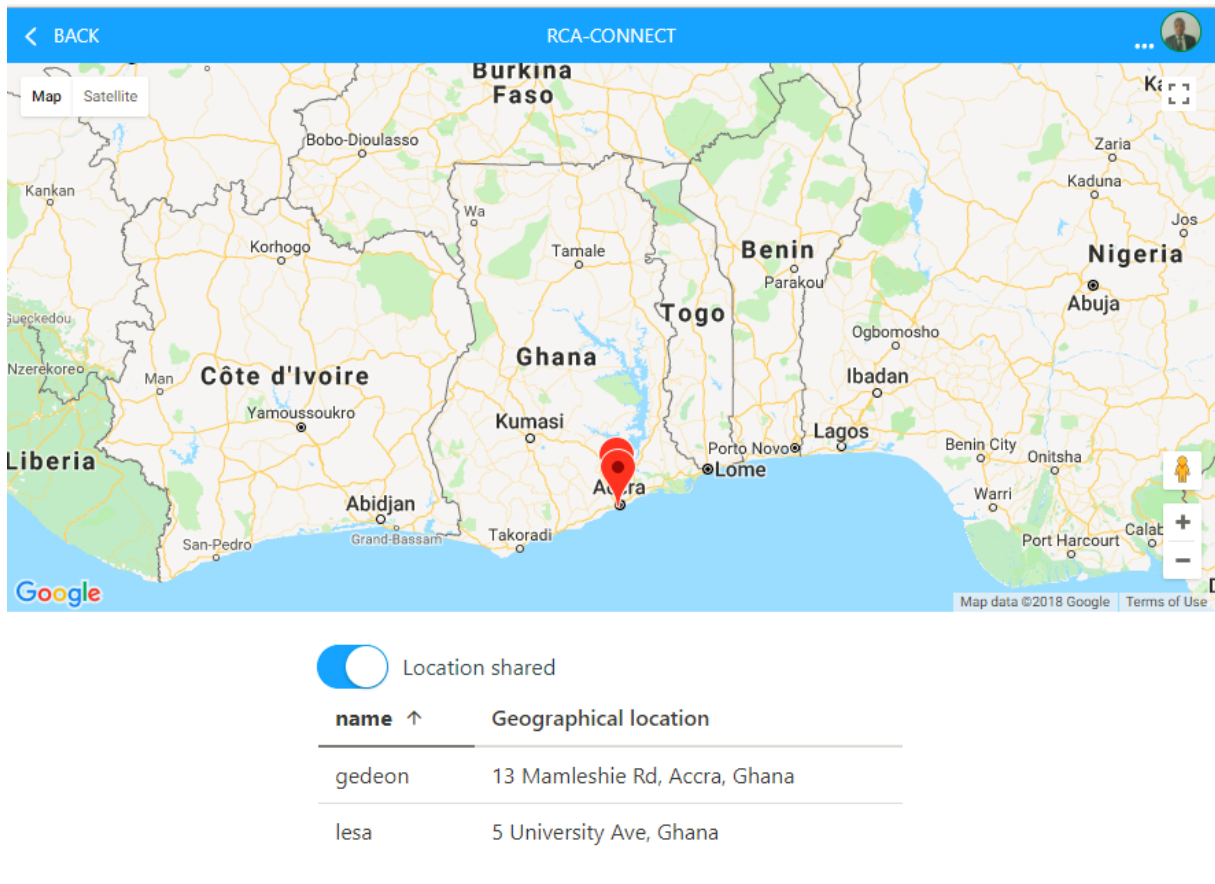 BACK
RCA-CONNECT
...
Burkina
Faso
Map Satellite
Bobo-Dioulasso
Zaria
Kankan
Kaduna
Wa
Jos
Korhogo
Tamale
Benin
Nigeria
Parakou
Abuja
Togo
Gueckedou
Ogbomosho
Ghana
Nzerekore
Man
Côte d'Ivoire
Ibadan
Yamoussoukro
Kumasi
Lagos
Porto Novo
Benin City
Liberia
Lome
Onitsha
Accra
Warri
Abidjan
Takoradi
Port Harcourt
Calab
San-Pedro
Grand-Bassam
Google
Map data ©2018 Google Terms of Use
Location shared
name ↑ Geographical location
gedeon 13 Mamleshie Rd, Accra, Ghana
lesa 5 University Ave, Ghana